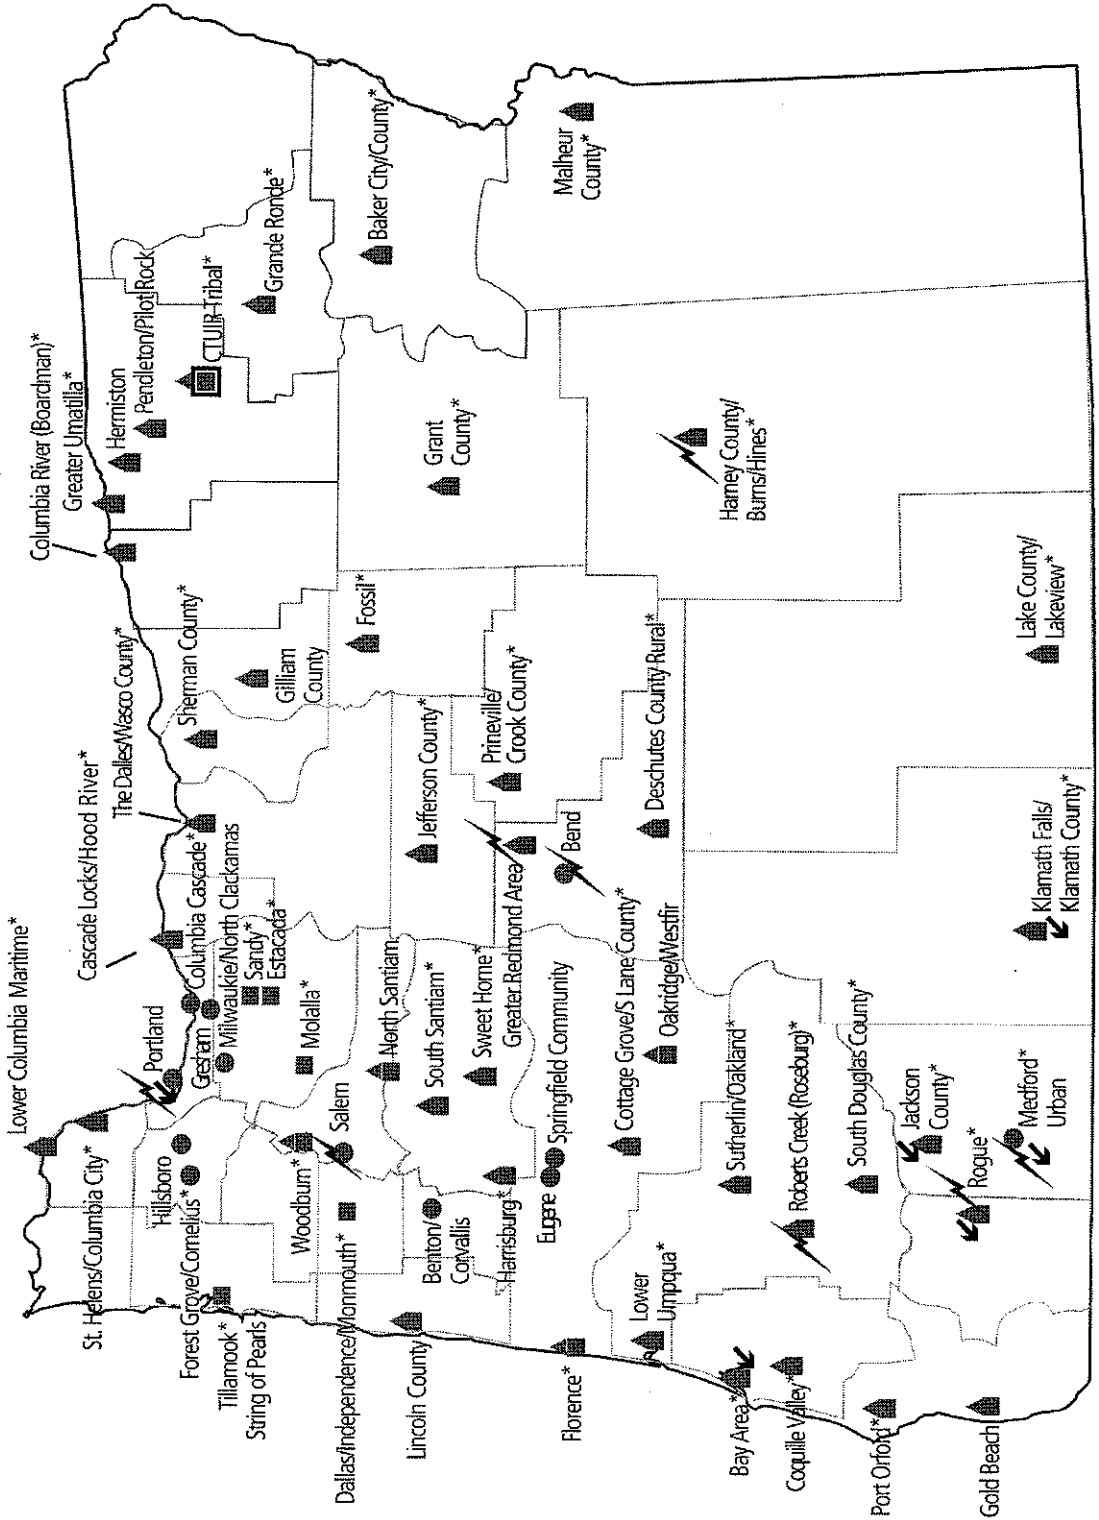 Lower Columbia Maritime*
St. Helens/Columbia City*
Portland
Hillsboro
Forest Grove/Cornelius*
Tillamook*
String of Pearls
Cascade Locks/Hood River*
The Dalles/Wasco County*
Columbia Cascade*
Gresham
Milwaukie/North Clackamas
Sandy*
Estacada*
Molalla*
Woodburn*
Salem
Dallas/Independence/Monmouth*
North Santiam
South Santiam*
Sweet Home*
Benton/
Corvallis
Lincoln County
Harrisburg*
Eugene
Springfield Community
Florence*
Cottage Grove/S Lane County*
Oakridge/Westfir
Lower
Umpqua*
Sutherlin/Oakland*
Roberts Creek (Roseburg)*
South Douglas County*
Bay Area*
Coquille Valley*
Port Orford*
Gold Beach
Jackson
County*
Rogue*
Medford*
Urban
Sherman County*
Gilliam
County
Fossil*
Jefferson County*
Prineville/
Crook County*
Greater Redmond Area
Bend
Deschutes County Rural*
Klamath Falls/
Klamath County*
Lake County/
Lakeview*
Columbia River (Boardman)*
Greater Umatilla*
Hermiston
Pendleton/Pilot Rock
CTUIR-Tribal*
Grande Ronde*
Baker City/County*
Grant
County*
Harney County/
Burns/Hines*
Malheur
County*